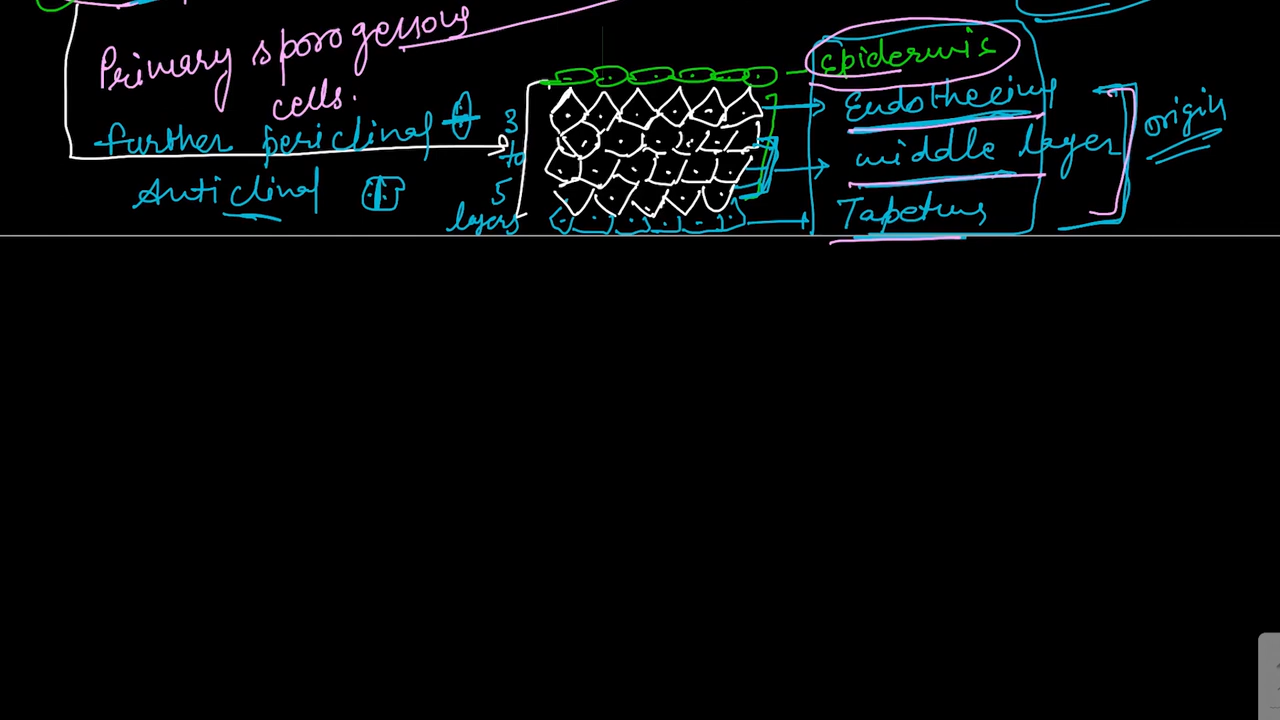 Primary sporogenous
cells.
further periclinal
Anticlinal
3
to
5
layers
epidermis
Endothecium
middle layer
Tapetum
origin